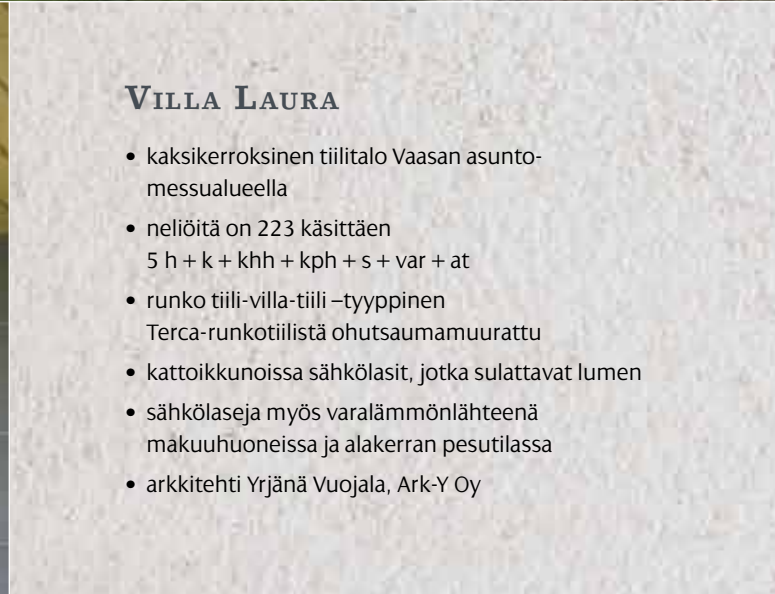 Villa Laura
• kaksikerroksinen tiilitalo Vaasan asunto-
messualueella
• neliöitä on 223 käsittäen
5 h + k + khh + kph + s + var + at
• runko tiili-villa-tiili –tyyppinen
Terca-runkotiilistä ohutsaumamuurattu
• kattoikkunoissa sähkölasit, jotka sulattavat lumen
• sähkölaseja myös varalämmönlähteenä
makuuhuoneissa ja alakerran pesutilassa
• arkkitehti Yrjänä Vuojala, Ark-Y Oy